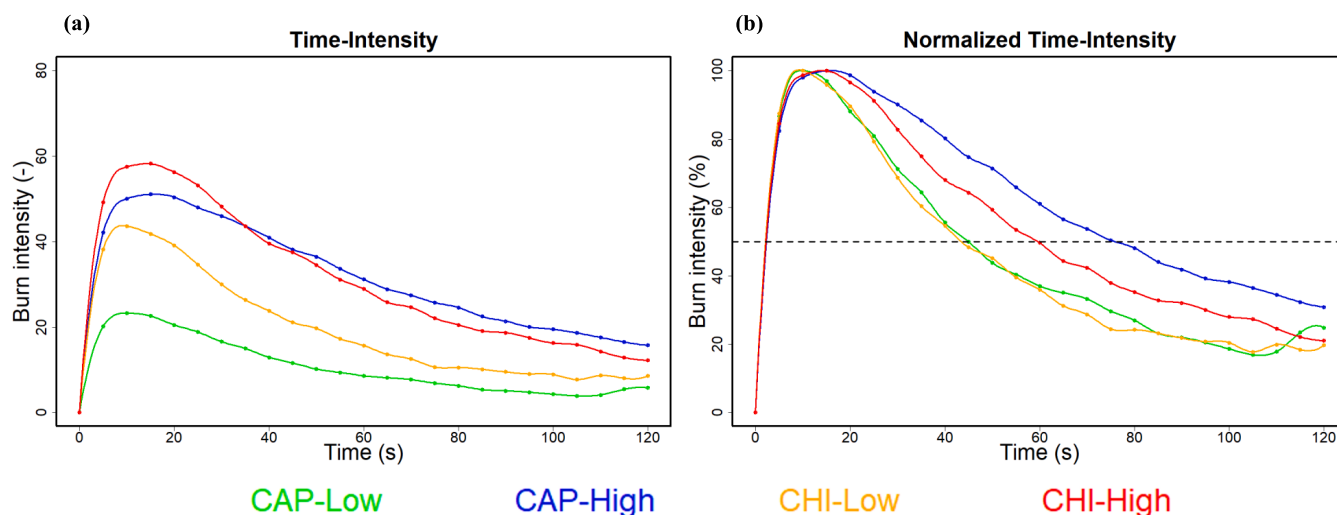 (a)
Time-Intensity
80
60
40
20
0
Burn intensity (-)
0 20 40 60 80 100 120
Time (s)
(b)
Normalized Time-Intensity
100
80
60
40
20
0
Burn intensity (%)
0 20 40 60 80 100 120
Time (s)
CAP-Low CAP-High CHI-Low CHI-High